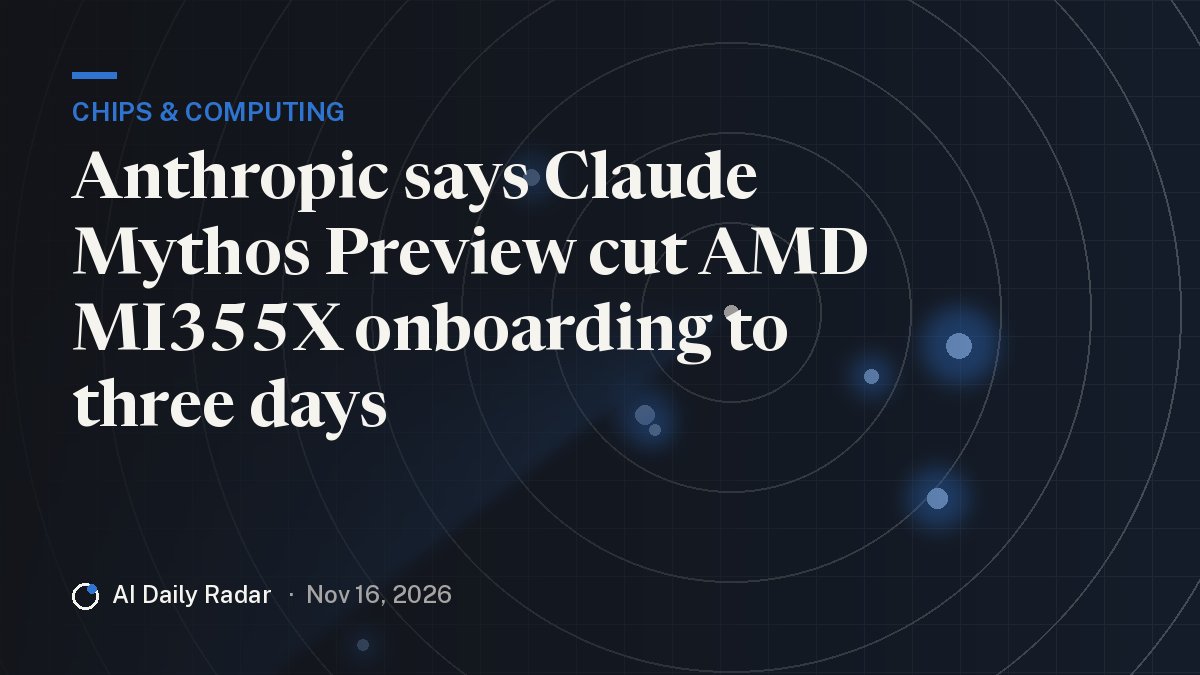 CHIPS & COMPUTING
Anthropic says Claude
Mythos Preview cut AMD
MI355X onboarding to
three days
AI Daily Radar · Nov 16, 2026